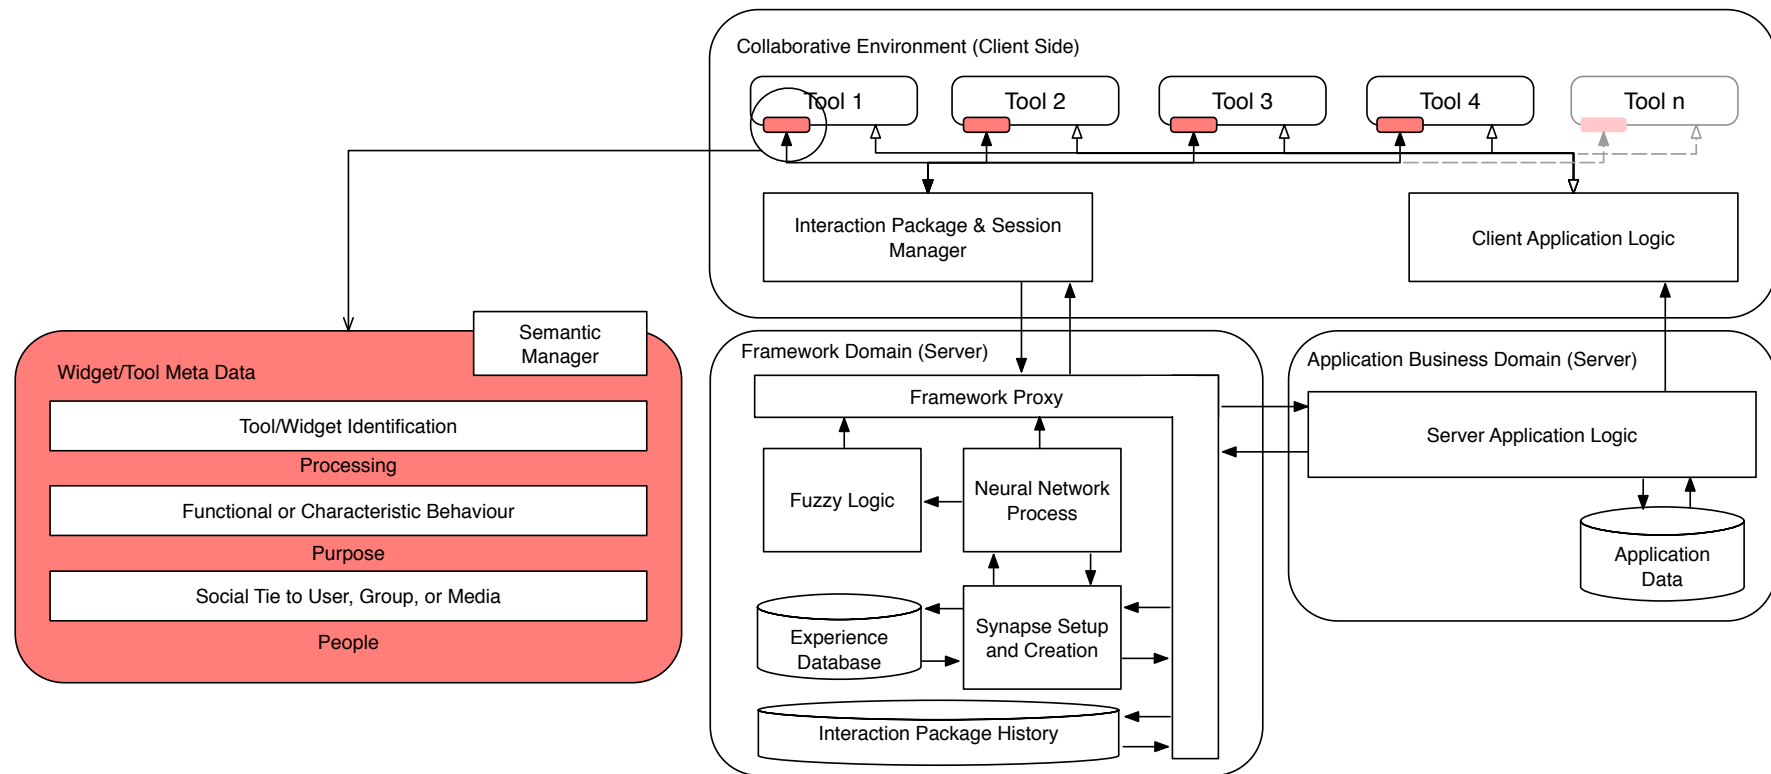 Collaborative Environment (Client Side)
Tool 1
Tool 2
Tool 3
Tool 4
Tool n
Interaction Package & Session
Manager
Client Application Logic
Semantic
Manager
Widget/Tool Meta Data
Tool/Widget Identification
Processing
Functional or Characteristic Behaviour
Purpose
Social Tie to User, Group, or Media
People
Framework Domain (Server)
Framework Proxy
Fuzzy Logic
Neural Network
Process
Experience
Database
Synapse Setup
and Creation
Interaction Package History
Application Business Domain (Server)
Server Application Logic
Application
Data